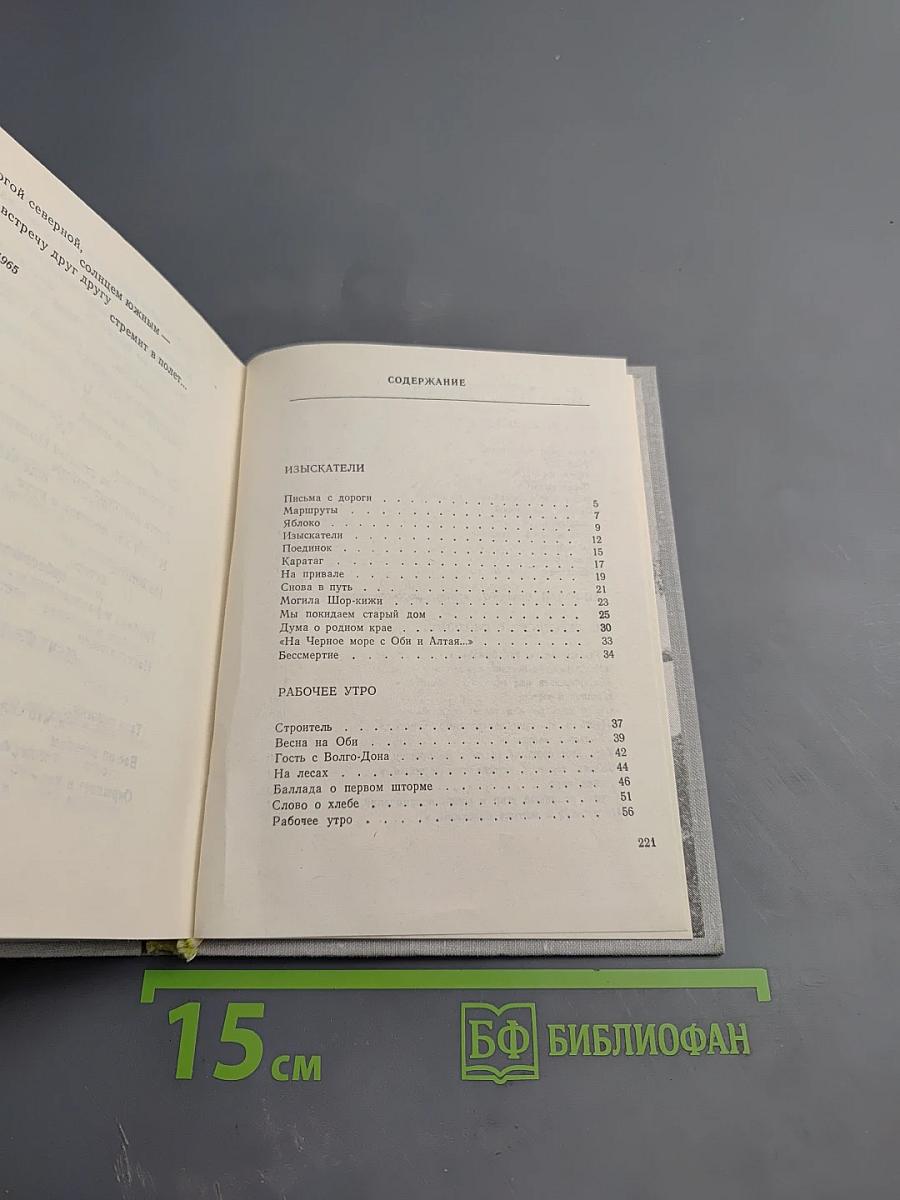 северной, солнцем южным —
встречу друг другу
стремит в полет...
1965
СОДЕРЖАНИЕ
ИЗЫСКАТЕЛИ
Письма с дороги . . . . . . . . . . . . . 5
Маршруты . . . . . . . . . . . . . 7
Яблоко . . . . . . . . . . . . . 9
Изыскатели . . . . . . . . . . . . . 12
Поединок . . . . . . . . . . . . . 15
Каратаг . . . . . . . . . . . . . 17
На привале . . . . . . . . . . . . . 19
Снова в путь . . . . . . . . . . . . . 21
Могила Шор-кижи . . . . . . . . . . . . . 23
Мы покидаем старый дом . . . . . . . . . . 25
Дума о родном крае . . . . . . . . . . . 30
«На Черное море с Оби и Алтая...» . . . . . . . . 33
Бессмертие . . . . . . . . . . . . . 34
РАБОЧЕЕ УТРО
Строитель . . . . . . . . . . . . . 37
Весна на Оби . . . . . . . . . . . . . 39
Гость с Волго-Дона . . . . . . . . . . . . 42
На лесах . . . . . . . . . . . . . 44
Баллада о первом шторме . . . . . . . . . . 46
Слово о хлебе . . . . . . . . . . . . . 51
Рабочее утро . . . . . . . . . . . . . 56
221
15 см
БФ БИБЛИОФАН